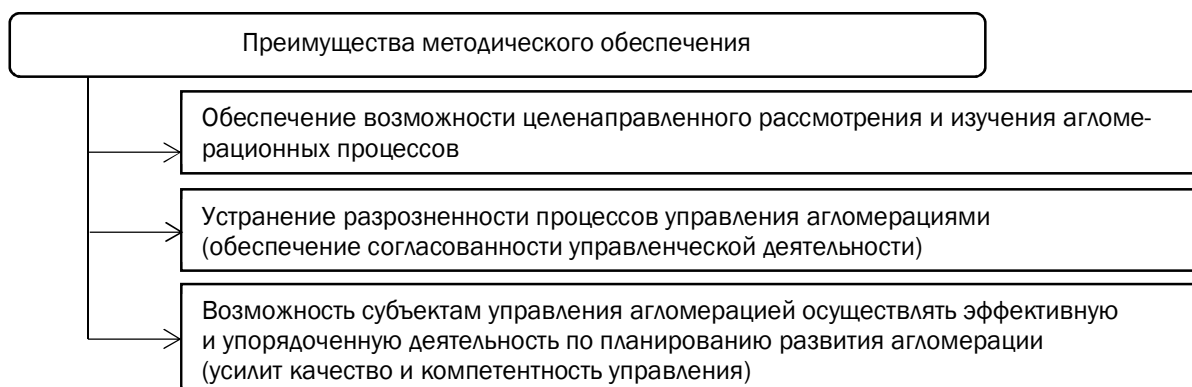 Преимущества методического обеспечения
Обеспечение возможности целенаправленного рассмотрения и изучения агломе-
рационных процессов
Устранение разрозненности процессов управления агломерациями
(обеспечение согласованности управленческой деятельности)
Возможность субъектам управления агломерацией осуществлять эффективную
и упорядоченную деятельность по планированию развития агломерации
(усилит качество и компетентность управления)